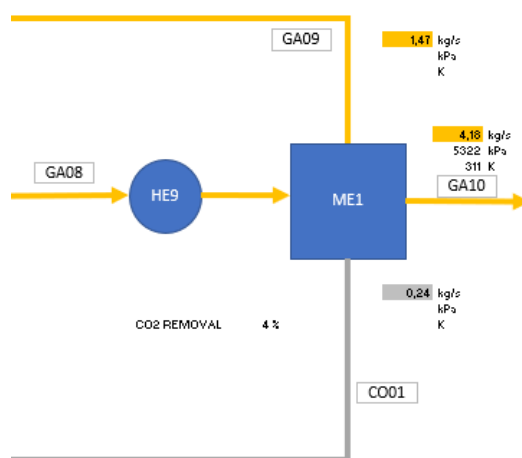 GA09
1,47 kg/s
kPa
K
4,18 kg/s
5322 kPa
311 K
GA08
HE9
ME1
GA10
0,24 kg/s
kPa
K
CO2 REMOVAL 4 %
CO01